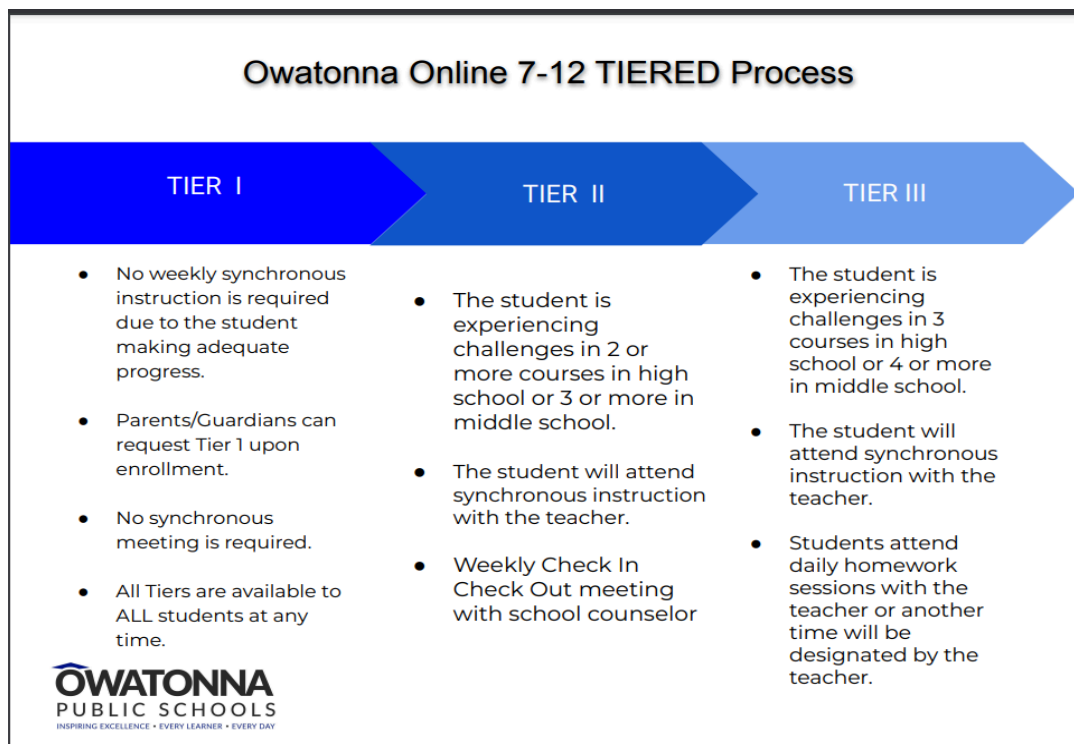 Owatonna Online 7-12 TIERED Process
TIER I
● No weekly synchronous
instruction is required
due to the student
making adequate
progress.
● Parents/Guardians can
request Tier 1 upon
enrollment.
● No synchronous
meeting is required.
● All Tiers are available to
ALL students at any
time.
TIER II
● The student is
experiencing
challenges in 2 or
more courses in high
school or 3 or more in
middle school.
● The student will attend
synchronous instruction
with the teacher.
● Weekly Check In
Check Out meeting
with school counselor
TIER III
● The student is
experiencing
challenges in 3
courses in high
school or 4 or more
in middle school.
● The student will
attend synchronous
instruction with the
teacher.
● Students attend
daily homework
sessions with the
teacher or another
time will be
designated by the
teacher.
OWATONNA
PUBLIC SCHOOLS
INSPIRING EXCELLENCE • EVERY LEARNER • EVERY DAY